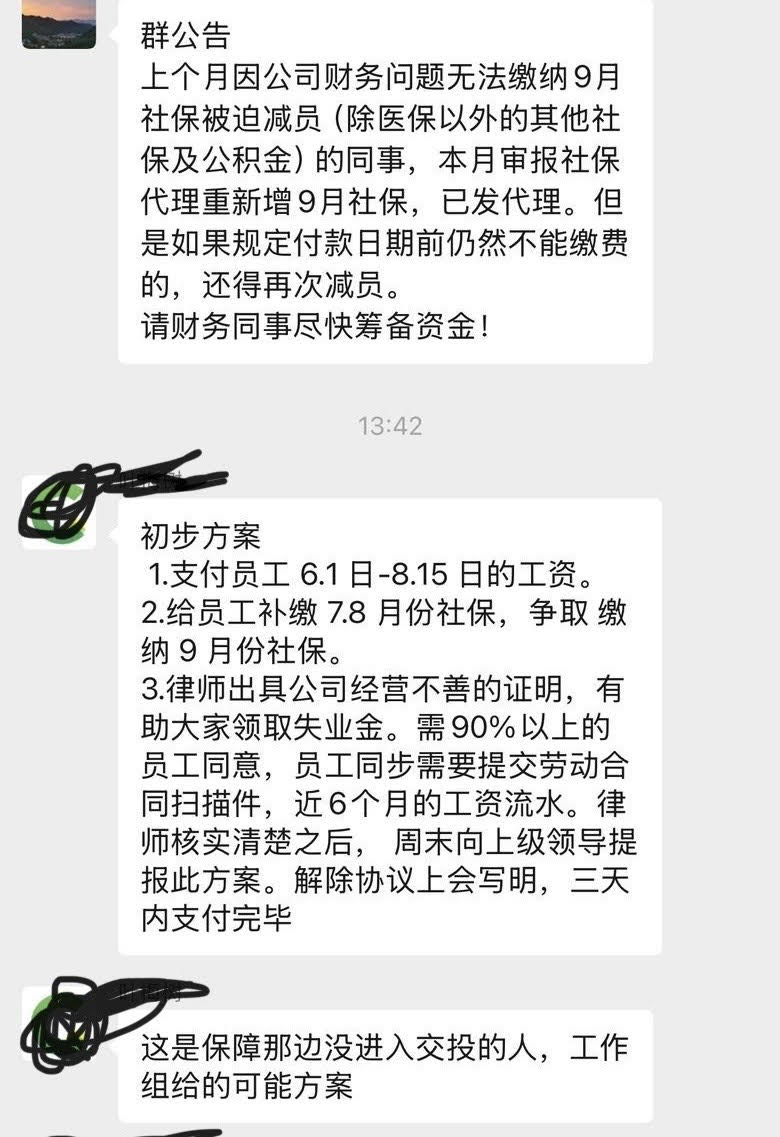 群公告
上个月因公司财务问题无法缴纳9月
社保被迫减员（除医保以外的其他社
保及公积金）的同事，本月审报社保
代理重新增9月社保，已发代理。但
是如果规定付款日期前仍然不能缴费
的，还得再次减员。
请财务同事尽快筹备资金！
13:42
初步方案
1.支付员工 6.1 日-8.15 日的工资。
2.给员工补缴 7.8 月份社保，争取 缴
纳 9 月份社保。
3.律师出具公司经营不善的证明，有
助大家领取失业金。需90%以上的
员工同意，员工同步需要提交劳动合
同扫描件，近6个月的工资流水。律
师核实清楚之后， 周末向上级领导提
报此方案。解除协议上会写明，三天
内支付完毕
这是保障那边没进入交投的人，工作
组给的可能方案